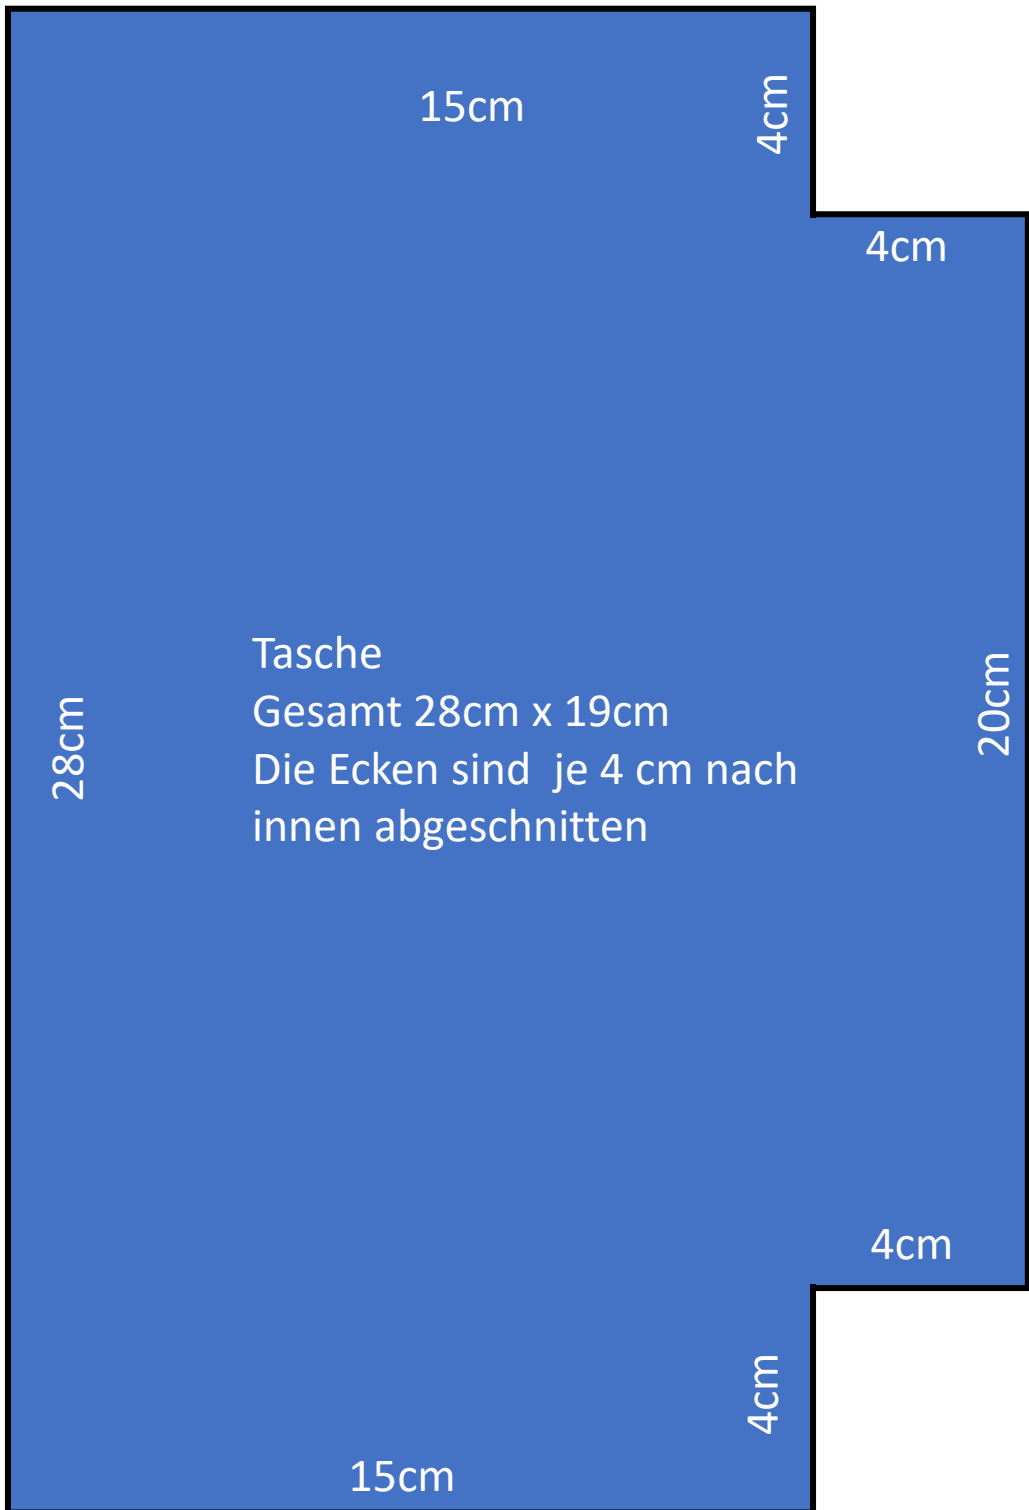 15cm
4cm
4cm
Tasche
Gesamt 28cm x 19cm
Die Ecken sind  je 4 cm nach
innen abgeschnitten
28cm
20cm
4cm
4cm
15cm